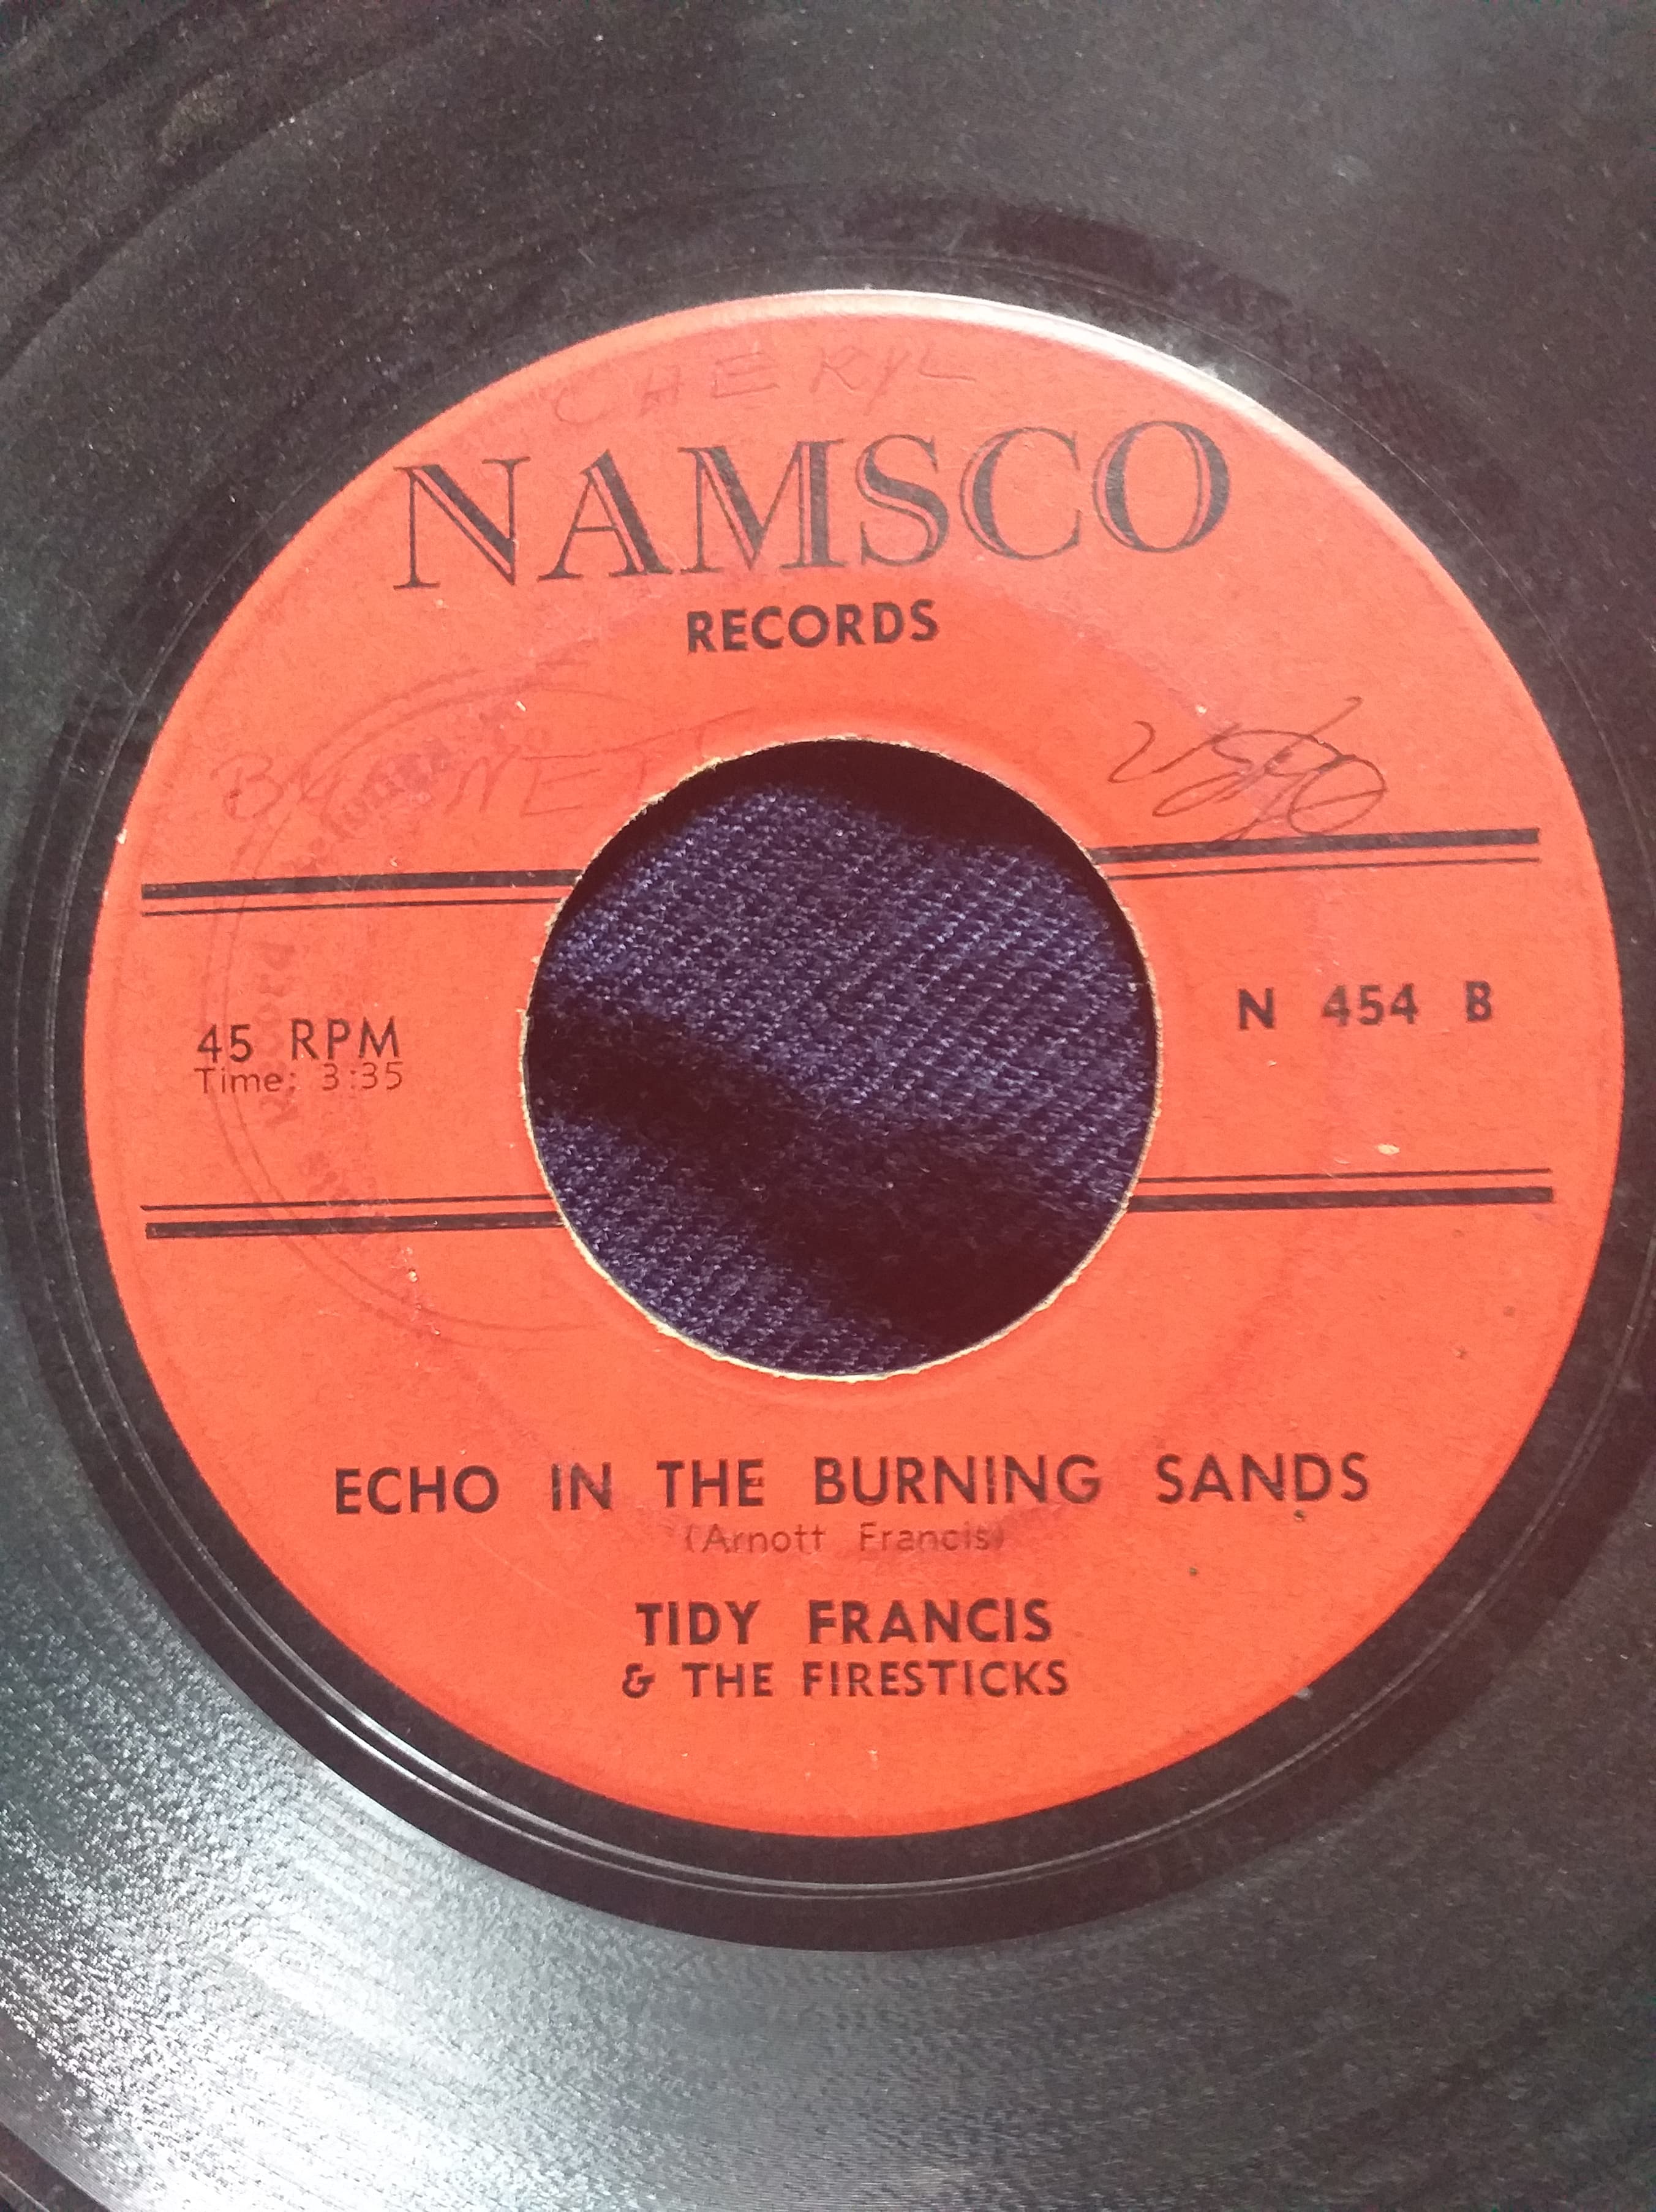 CHERYL
NAMSCO
RECORDS
45 RPM
Time: 3:35
N 454 B
ECHO IN THE BURNING SANDS
(Arnott Francis)
TIDY FRANCIS
& THE FIRESTICKS